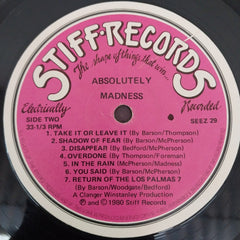 STIFF·RECORDS
The shape of things that win...
Electrically
Recorded
ABSOLUTELY
MADNESS
SIDE TWO
33-1/3 RPM
SEEZ 29
1. TAKE IT OR LEAVE IT (By Barson/Thompson)
2. SHADOW OF FEAR (By Barson/McPherson)
3. DISAPPEAR (By Bedford/McPherson)
4. OVERDONE (By Thompson/Foreman)
5. IN THE RAIN (Madness/McPherson)
6. YOU SAID (By Barson/McPherson)
7. RETURN OF THE LOS PALMAS 7
(By Barson/Woodgate/Bedford)
A Clanger Winstanley Production
℗ and © 1980 Stiff Records